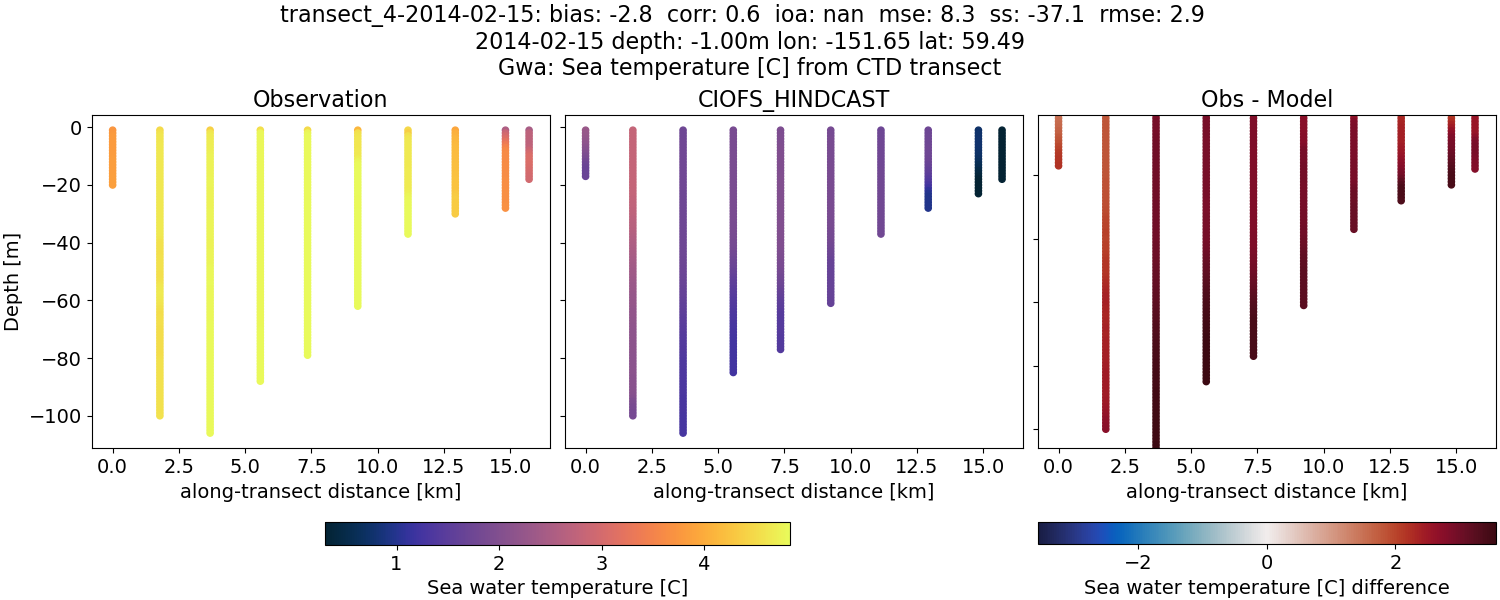 transect_4-2014-02-15: bias: -2.8  corr: 0.6  ioa: nan  mse: 8.3  ss: -37.1  rmse: 2.9
2014-02-15 depth: -1.00m lon: -151.65 lat: 59.49
Gwa: Sea temperature [C] from CTD transect
Observation
CIOFS_HINDCAST
Obs - Model
Depth [m]
0
−20
−40
−60
−80
−100
0.0 2.5 5.0 7.5 10.0 12.5 15.0
0.0 2.5 5.0 7.5 10.0 12.5 15.0
0.0 2.5 5.0 7.5 10.0 12.5 15.0
along-transect distance [km]
along-transect distance [km]
along-transect distance [km]
1 2 3 4
Sea water temperature [C]
−2 0 2
Sea water temperature [C] difference